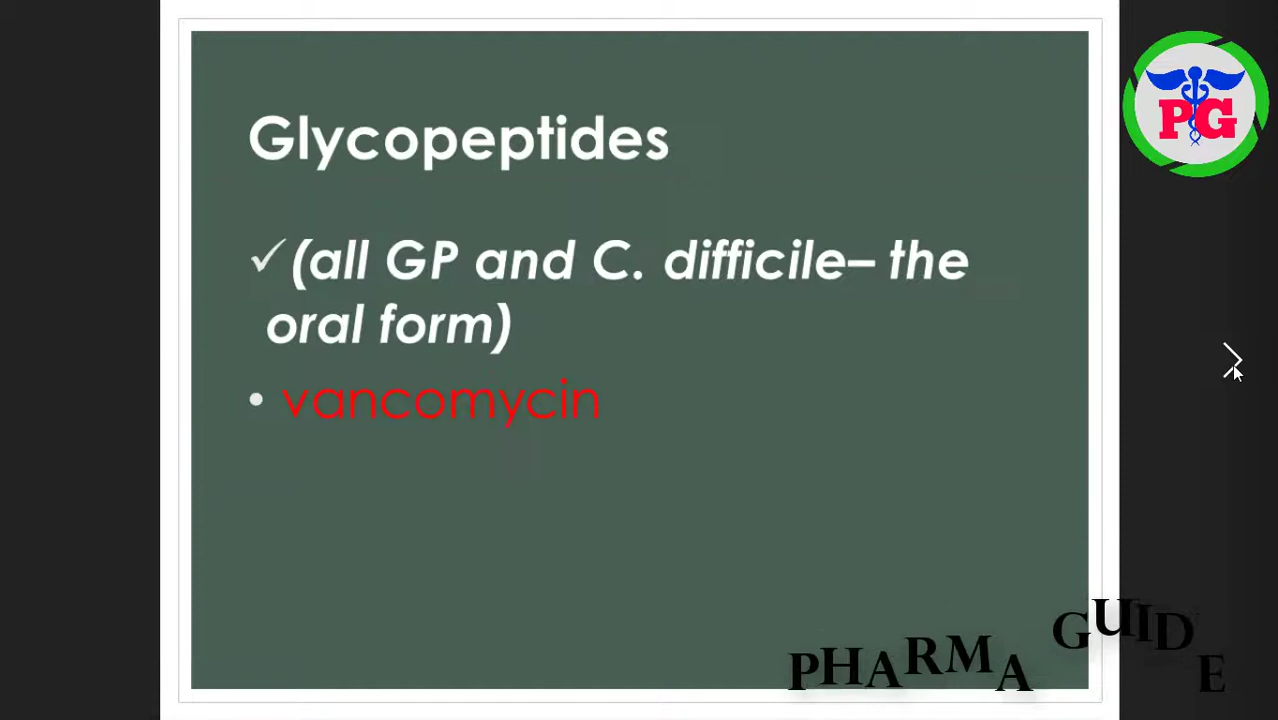 PG
Glycopeptides
✓(all GP and C. difficile– the
oral form)
• vancomycin
PHARMA GUIDE